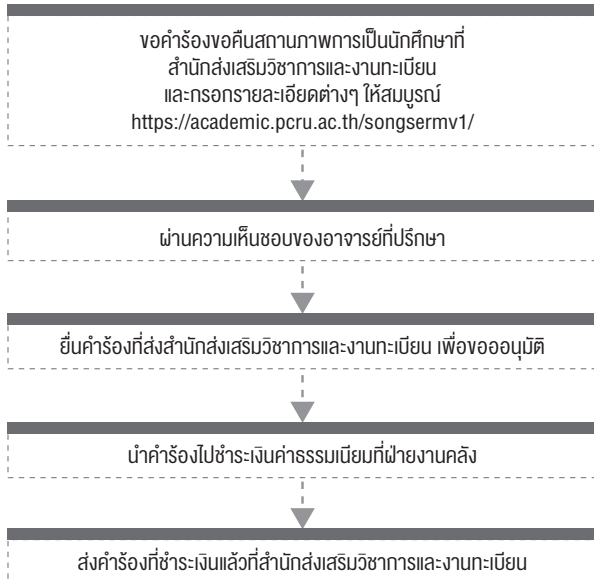 ขอคำร้องขอคืนสถานภาพการเป็นนักศึกษาที่
สำนักส่งเสริมวิชาการและงานทะเบียน
และกรอกรายละเอียดต่างๆ ให้สมบูรณ์
https://academic.pcru.ac.th/songsermv1/
ผ่านความเห็นชอบของอาจารย์ที่ปรึกษา
ยื่นคำร้องที่ส่งสำนักส่งเสริมวิชาการและงานทะเบียน เพื่อขออนุมัติ
นำคำร้องไปชำระเงินค่าธรรมเนียมที่ฝ่ายงานคลัง
ส่งคำร้องที่ชำระเงินแล้วที่สำนักส่งเสริมวิชาการและงานทะเบียน